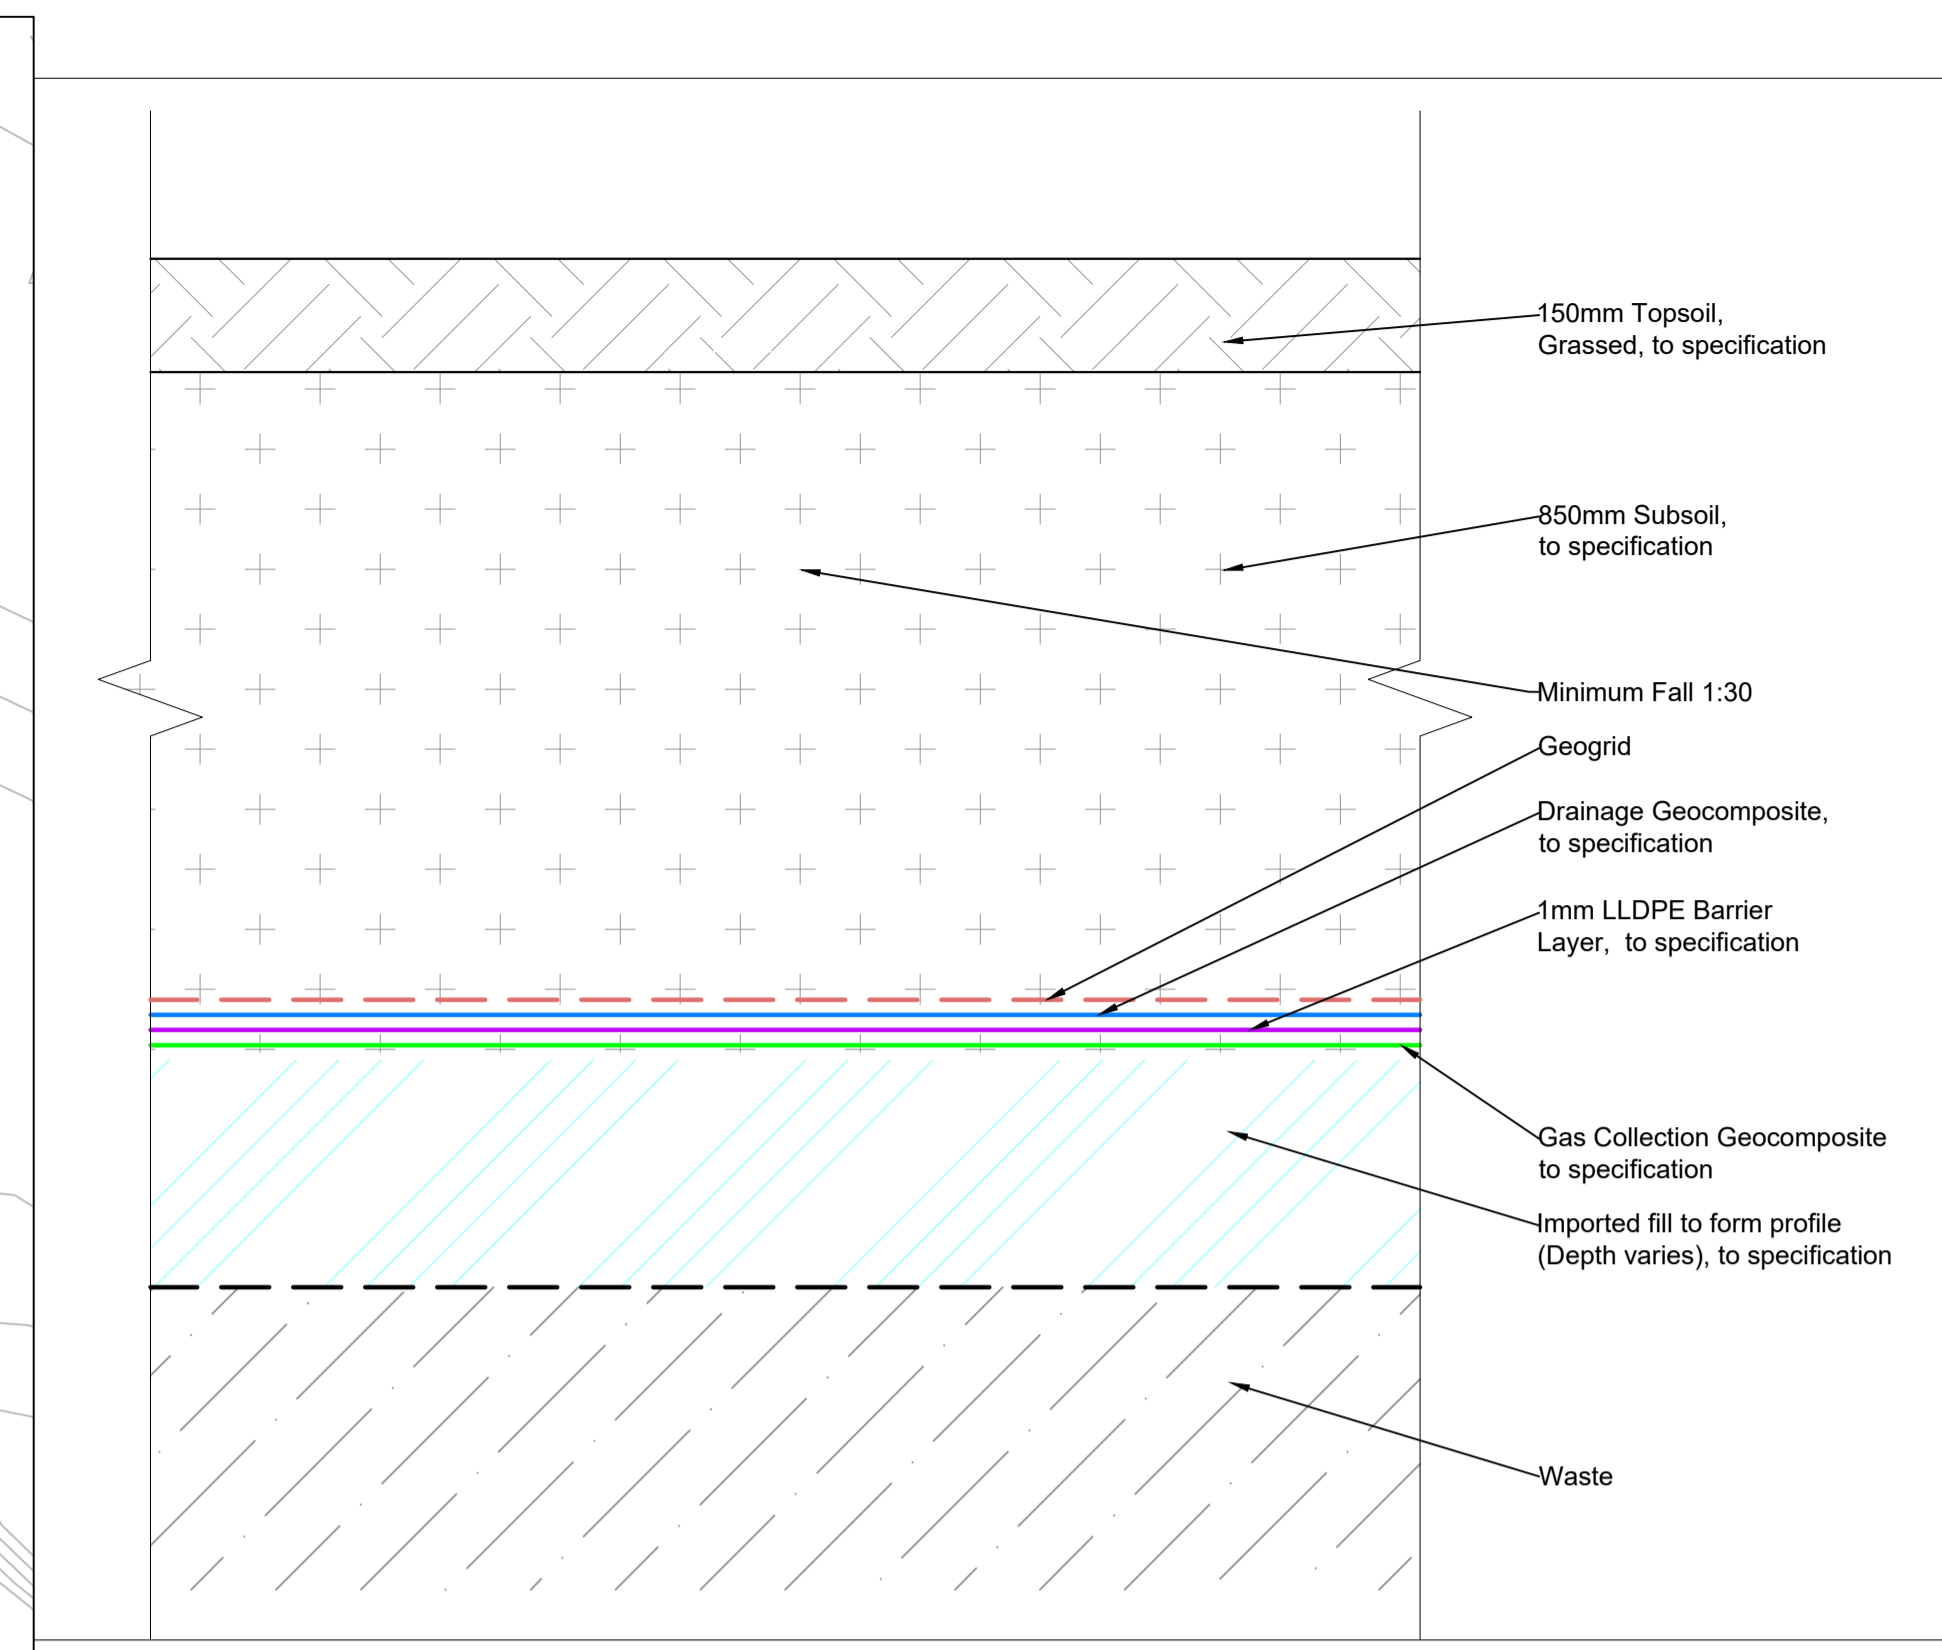 150mm Topsoil,
Grassed, to specification
850mm Subsoil,
to specification
Minimum Fall 1:30
Geogrid
Drainage Geocomposite,
to specification
1mm LLDPE Barrier
Layer,  to specification
Gas Collection Geocomposite
to specification
Imported fill to form profile
(Depth varies), to specification
Waste